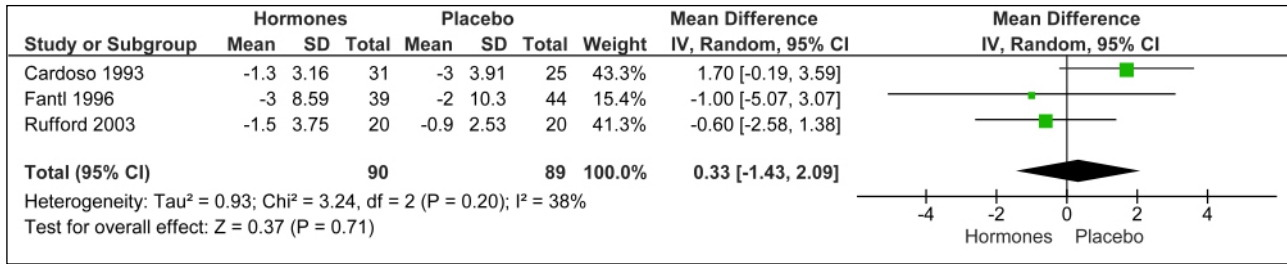 Hormones Placebo Mean Difference Mean Difference
Study or Subgroup Mean SD Total Mean SD Total Weight IV, Random, 95% CI IV, Random, 95% CI
Cardoso 1993 -1.3 3.16 31 -3 3.91 25 43.3% 1.70 [-0.19, 3.59]
Fantl 1996 -3 8.59 39 -2 10.3 44 15.4% -1.00 [-5.07, 3.07]
Rufford 2003 -1.5 3.75 20 -0.9 2.53 20 41.3% -0.60 [-2.58, 1.38]
Total (95% CI) 90 89 100.0% 0.33 [-1.43, 2.09]
Heterogeneity: Tau² = 0.93; Chi² = 3.24, df = 2 (P = 0.20); I² = 38%
Test for overall effect: Z = 0.37 (P = 0.71)
-4 -2 0 2 4
Hormones Placebo